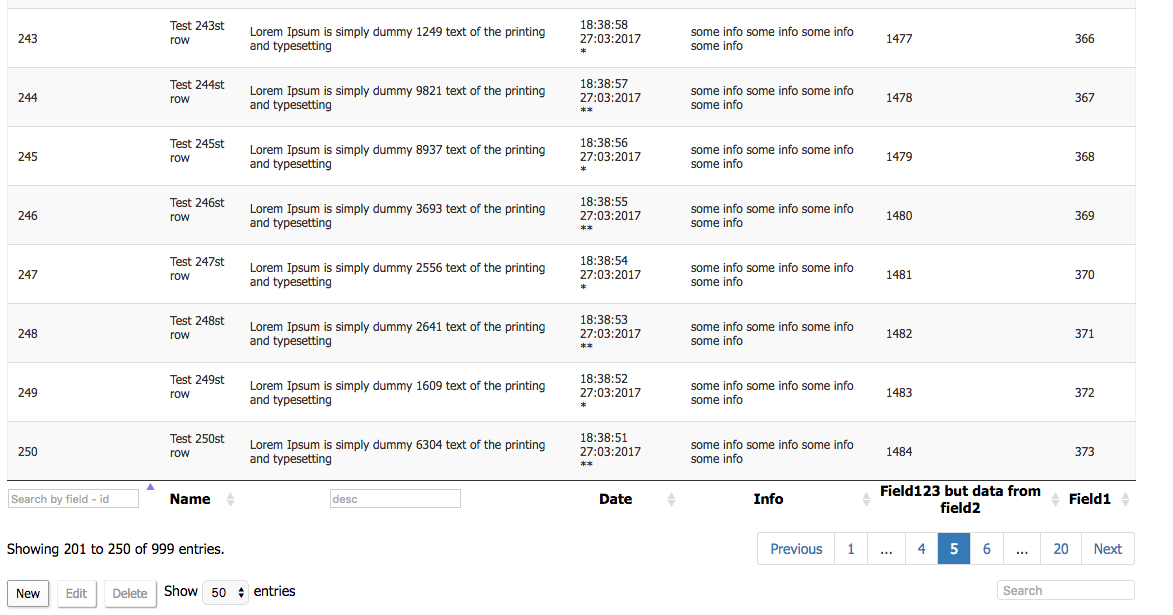 243 Test 243st row Lorem Ipsum is simply dummy 1249 text of the printing and typesetting 18:38:58 27:03:2017 * some info some info some info some info 1477 366
244 Test 244st row Lorem Ipsum is simply dummy 9821 text of the printing and typesetting 18:38:57 27:03:2017 ** some info some info some info some info 1478 367
245 Test 245st row Lorem Ipsum is simply dummy 8937 text of the printing and typesetting 18:38:56 27:03:2017 * some info some info some info some info 1479 368
246 Test 246st row Lorem Ipsum is simply dummy 3693 text of the printing and typesetting 18:38:55 27:03:2017 ** some info some info some info some info 1480 369
247 Test 247st row Lorem Ipsum is simply dummy 2556 text of the printing and typesetting 18:38:54 27:03:2017 * some info some info some info some info 1481 370
248 Test 248st row Lorem Ipsum is simply dummy 2641 text of the printing and typesetting 18:38:53 27:03:2017 ** some info some info some info some info 1482 371
249 Test 249st row Lorem Ipsum is simply dummy 1609 text of the printing and typesetting 18:38:52 27:03:2017 * some info some info some info some info 1483 372
250 Test 250st row Lorem Ipsum is simply dummy 6304 text of the printing and typesetting 18:38:51 27:03:2017 ** some info some info some info some info 1484 373
Search by field - id Name desc Date Info Field123 but data from field2 Field1
Showing 201 to 250 of 999 entries. Previous 1 ... 4 5 6 ... 20 Next
New Edit Delete Show 50 entries Search